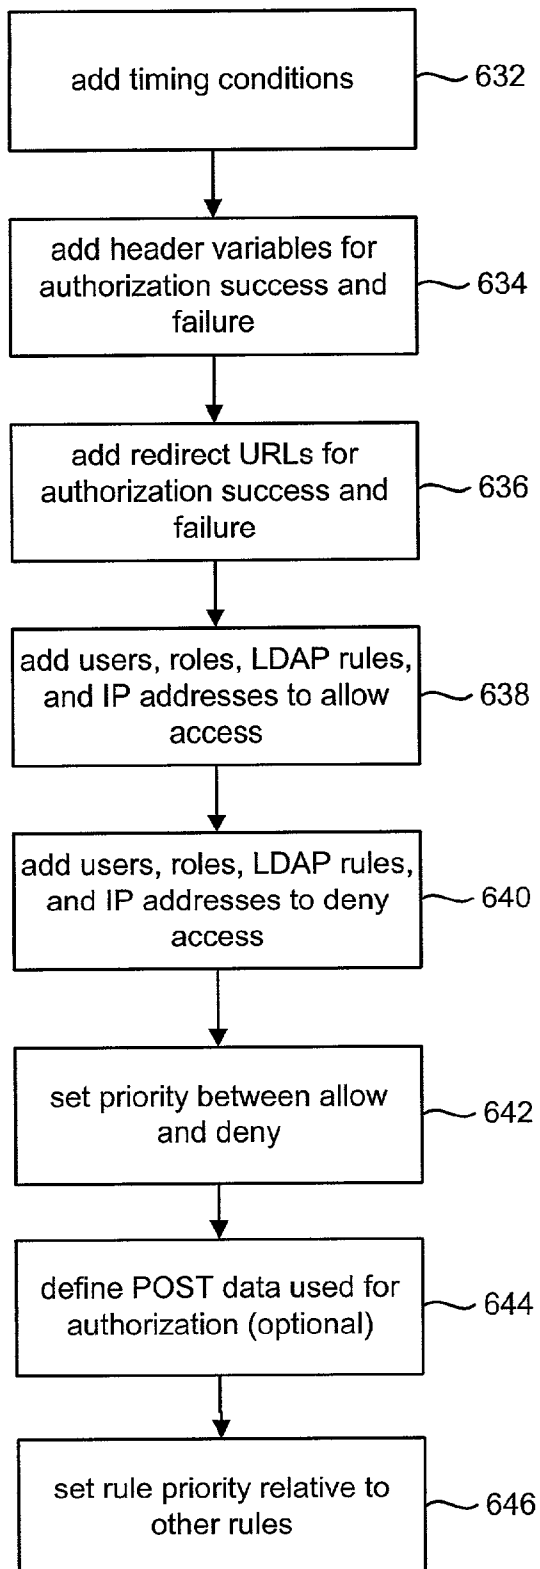 add timing conditions
632
add header variables for
authorization success and
failure
634
add redirect URLs for
authorization success and
failure
636
add users, roles, LDAP rules,
and IP addresses to allow
access
638
add users, roles, LDAP rules,
and IP addresses to deny
access
640
set priority between allow
and deny
642
define POST data used for
authorization (optional)
644
set rule priority relative to
other rules
646